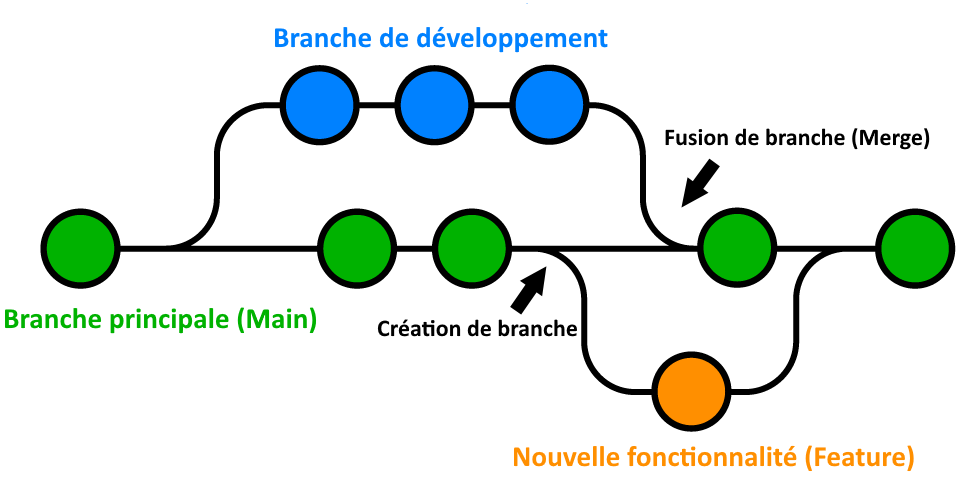 Branche de développement
Fusion de branche (Merge)
Branche principale (Main)
Création de branche
Nouvelle fonctionnalité (Feature)